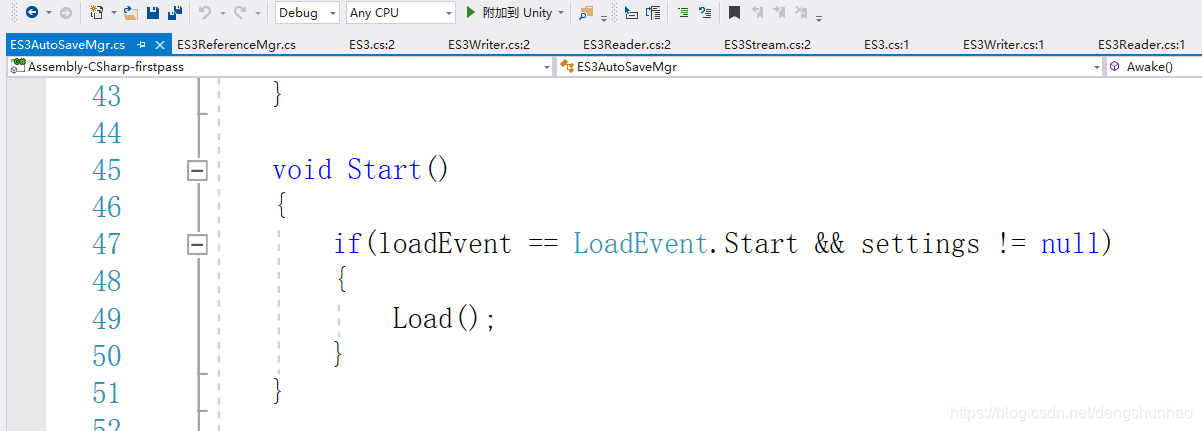 Debug Any CPU 附加到 Unity
ES3AutoSaveMgr.cs ES3ReferenceMgr.cs ES3.cs:2 ES3Writer.cs:2 ES3Reader.cs:2 ES3Stream.cs:2 ES3.cs:1 ES3Writer.cs:1 ES3Reader.cs:1
Assembly-CSharp-firstpass ES3AutoSaveMgr Awake()
43 }
44
45 void Start()
46 {
47 if(loadEvent == LoadEvent.Start && settings != null)
48 {
49 Load();
50 }
51 }
52
https://blog.csdn.net/dengshunhao